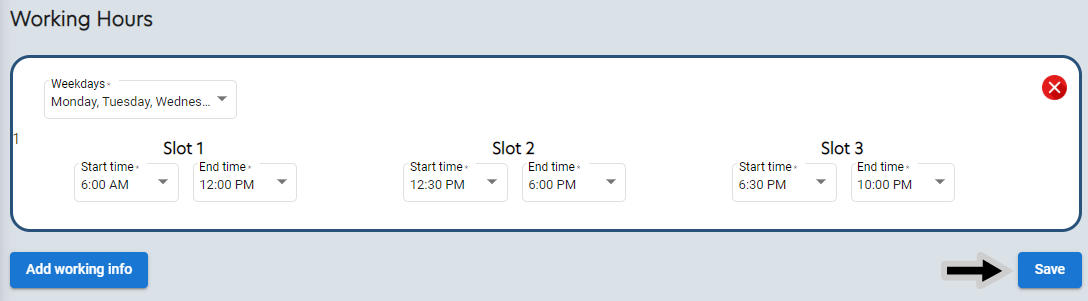 Working Hours
Weekdays *
Monday, Tuesday, Wednes...
1
Slot 1 Slot 2 Slot 3
Start time * End time * Start time * End time * Start time * End time *
6:00 AM 12:00 PM 12:30 PM 6:00 PM 6:30 PM 10:00 PM
Add working info Save